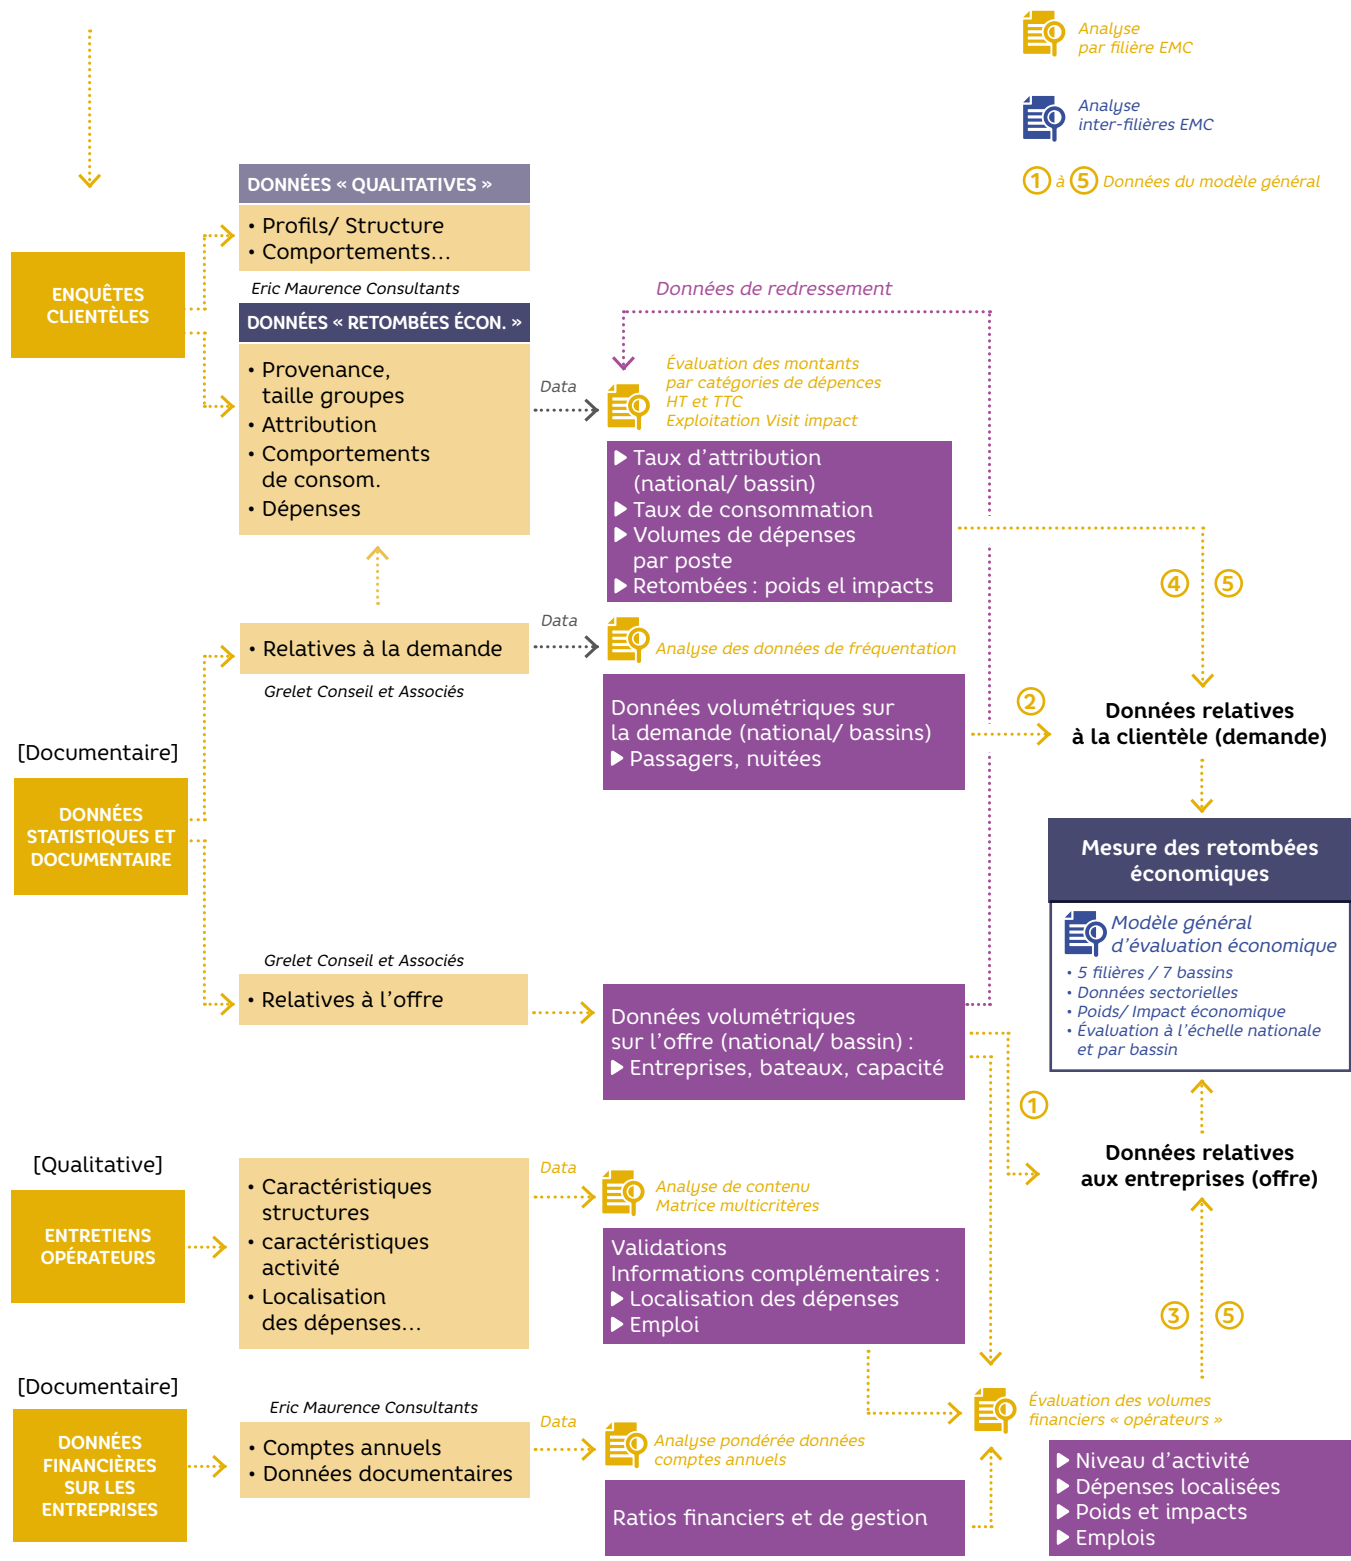 Analyse
par filière EMC
Analyse
inter-filières EMC
1 à 5 Données du modèle général
DONNÉES « QUALITATIVES »
• Profils/ Structure
• Comportements...
Eric Maurence Consultants
ENQUÊTES
CLIENTÈLES
DONNÉES « RETOMBÉES ÉCON. »
• Provenance,
taille groupes
• Attribution
• Comportements
de consom.
• Dépenses
Données de redressement
Data
Évaluation des montants
par catégories de dépences
HT et TTC
Exploitation Visit impact
Taux d’attribution
(national/ bassin)
Taux de consommation
Volumes de dépenses
par poste
Retombées : poids el impacts
4 5
• Relatives à la demande
Grelet Conseil et Associés
Data
Analyse des données de fréquentation
Données volumétriques sur
la demande (national/ bassins)
Passagers, nuitées
2
Données relatives
à la clientèle (demande)
[Documentaire]
DONNÉES
STATISTIQUES ET
DOCUMENTAIRE
Mesure des retombées
économiques
Modèle général
d’évaluation économique
• 5 filières / 7 bassins
• Données sectorielles
• Poids/ Impact économique
• Évaluation à l’échelle nationale
et par bassin
Grelet Conseil et Associés
• Relatives à l’offre
Données volumétriques
sur l’offre (national/ bassin) :
Entreprises, bateaux, capacité
1
Données relatives
aux entreprises (offre)
[Qualitative]
ENTRETIENS
OPÉRATEURS
• Caractéristiques
structures
• caractéristiques
activité
• Localisation
des dépenses...
Data
Analyse de contenu
Matrice multicritères
Validations
Informations complémentaires :
Localisation des dépenses
Emploi
3 5
[Documentaire]
DONNÉES
FINANCIÈRES
SUR LES
ENTREPRISES
Eric Maurence Consultants
• Comptes annuels
• Données documentaires
Data
Analyse pondérée données
comptes annuels
Ratios financiers et de gestion
Évaluation des volumes
financiers « opérateurs »
Niveau d’activité
Dépenses localisées
Poids et impacts
Emplois